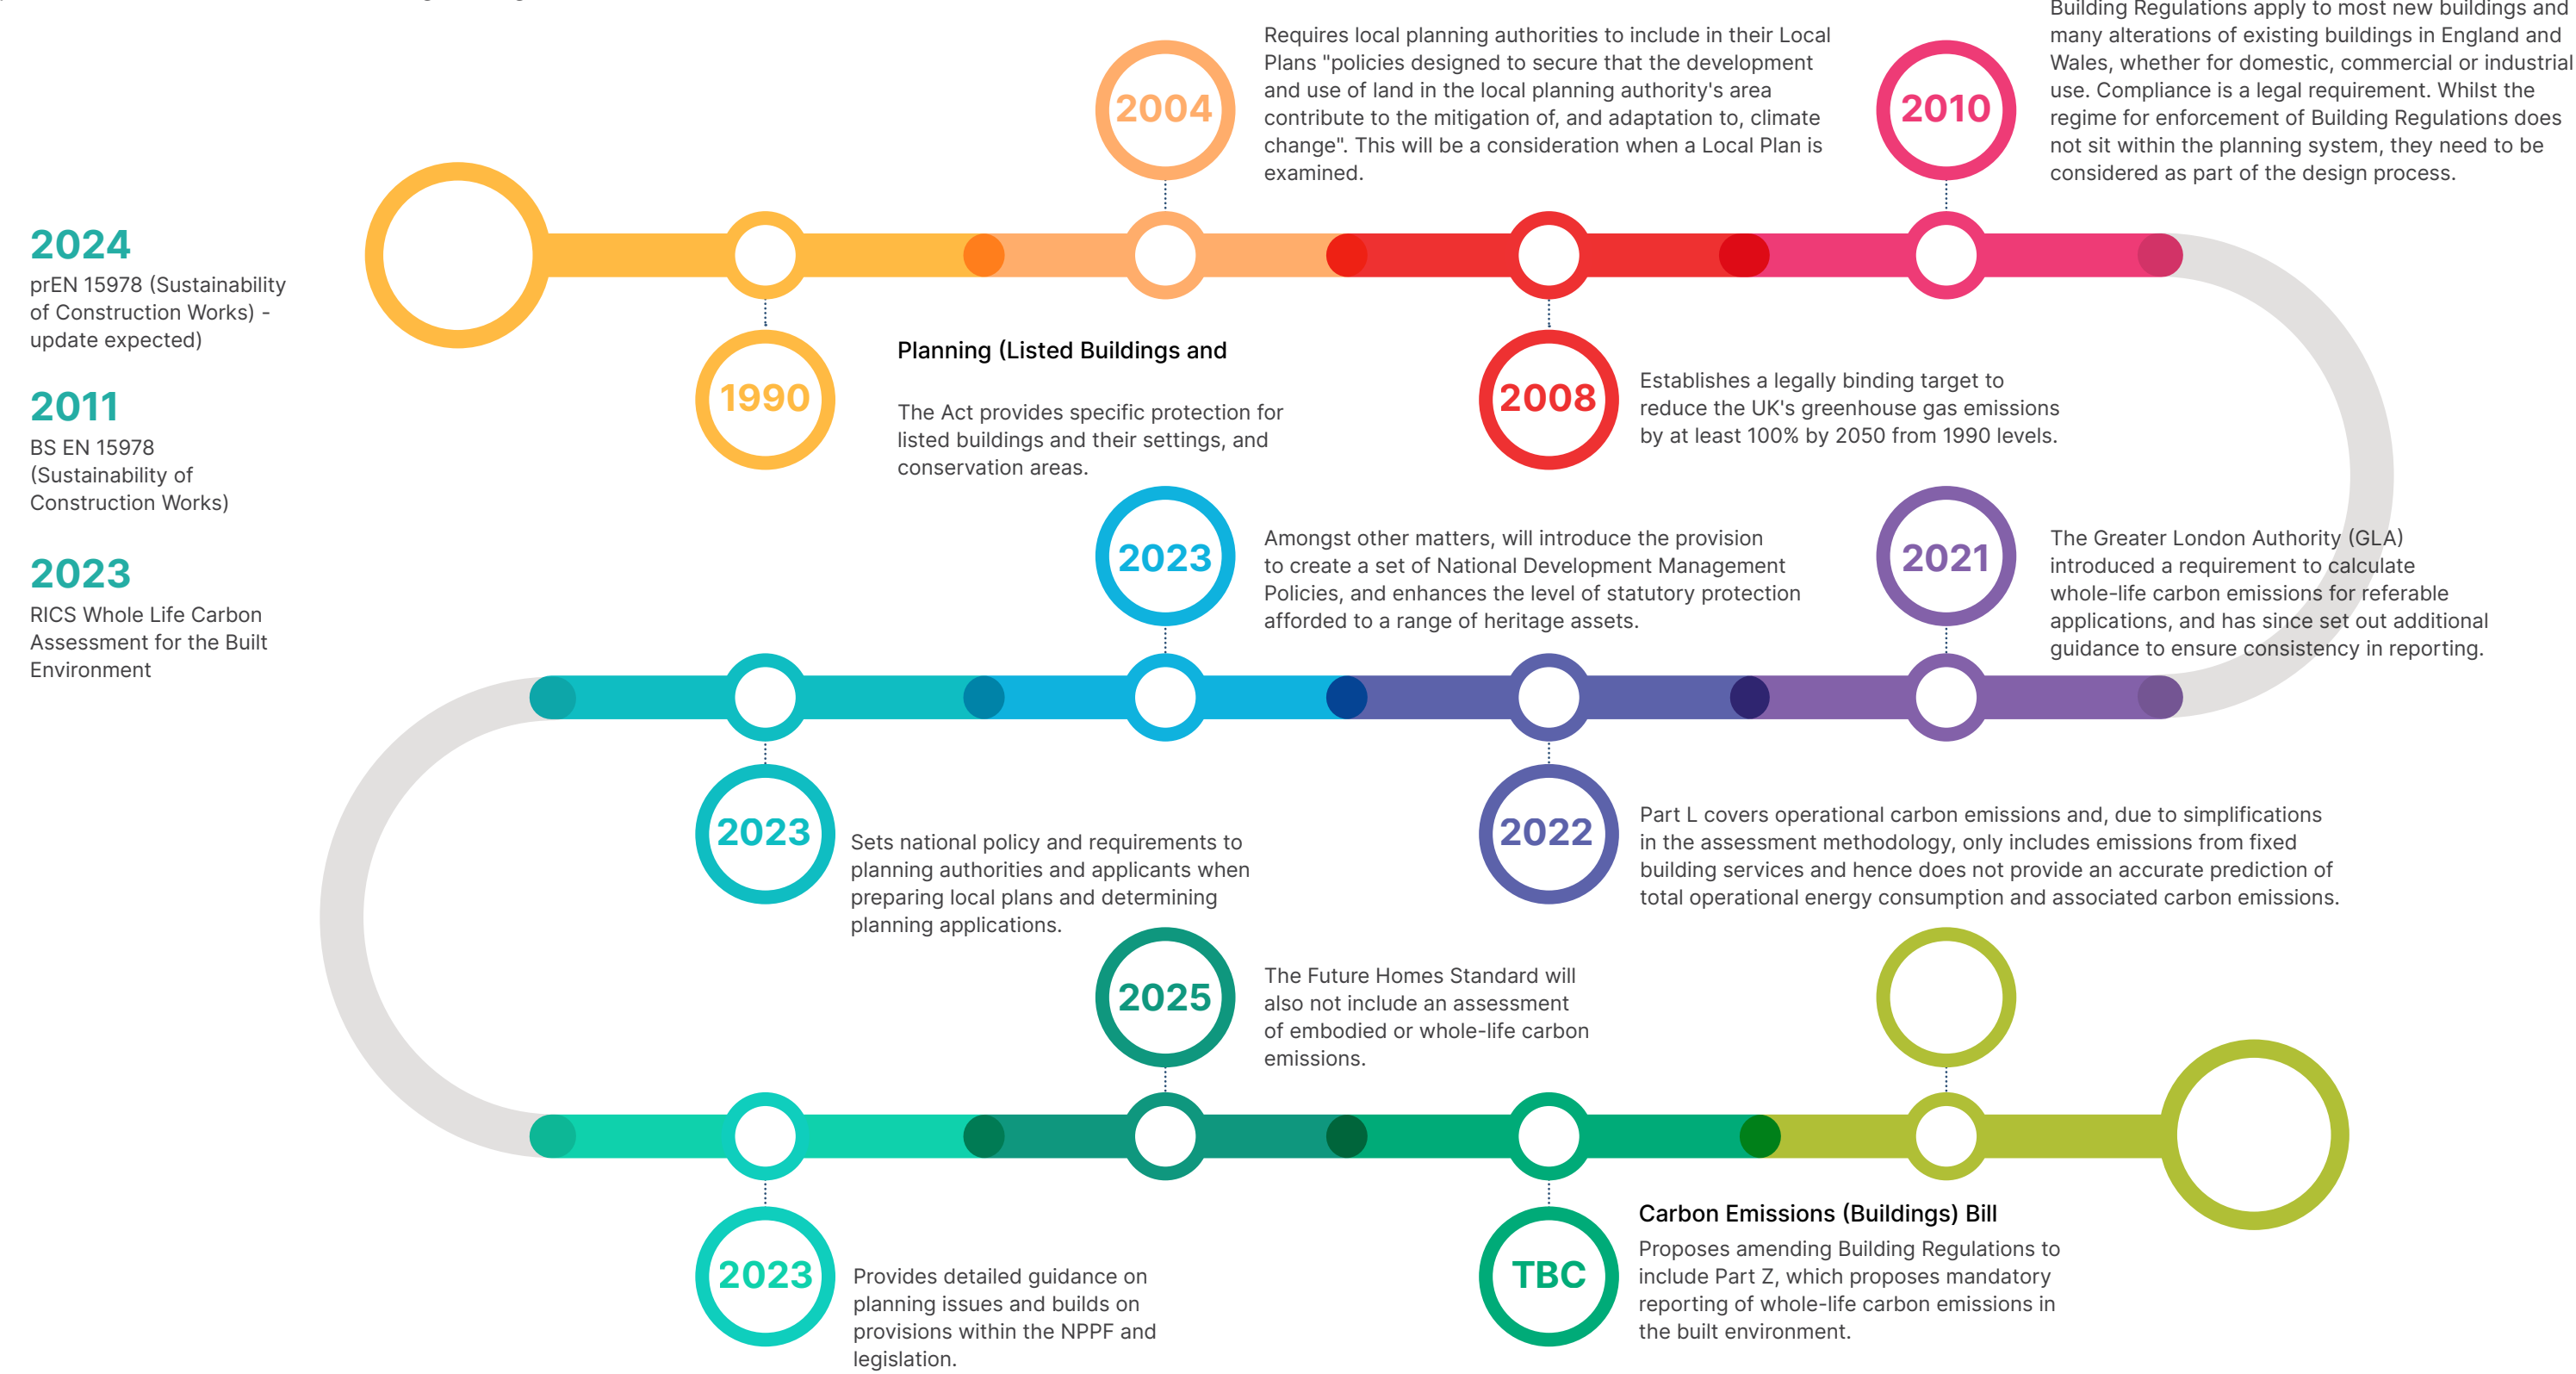 2024
prEN 15978 (Sustainability
of Construction Works) -
update expected)
2011
BS EN 15978
(Sustainability of
Construction Works)
2023
RICS Whole Life Carbon
Assessment for the Built
Environment
1990
Planning (Listed Buildings and
The Act provides specific protection for
listed buildings and their settings, and
conservation areas.
2004
Requires local planning authorities to include in their Local
Plans "policies designed to secure that the development
and use of land in the local planning authority's area
contribute to the mitigation of, and adaptation to, climate
change". This will be a consideration when a Local Plan is
examined.
2008
Establishes a legally binding target to
reduce the UK's greenhouse gas emissions
by at least 100% by 2050 from 1990 levels.
2010
Building Regulations apply to most new buildings and
many alterations of existing buildings in England and
Wales, whether for domestic, commercial or industrial
use. Compliance is a legal requirement. Whilst the
regime for enforcement of Building Regulations does
not sit within the planning system, they need to be
considered as part of the design process.
2021
The Greater London Authority (GLA)
introduced a requirement to calculate
whole-life carbon emissions for referable
applications, and has since set out additional
guidance to ensure consistency in reporting.
2022
Part L covers operational carbon emissions and, due to simplifications
in the assessment methodology, only includes emissions from fixed
building services and hence does not provide an accurate prediction of
total operational energy consumption and associated carbon emissions.
2023
Amongst other matters, will introduce the provision
to create a set of National Development Management
Policies, and enhances the level of statutory protection
afforded to a range of heritage assets.
2023
Sets national policy and requirements to
planning authorities and applicants when
preparing local plans and determining
planning applications.
2023
Provides detailed guidance on
planning issues and builds on
provisions within the NPPF and
legislation.
2025
The Future Homes Standard will
also not include an assessment
of embodied or whole-life carbon
emissions.
TBC
Carbon Emissions (Buildings) Bill
Proposes amending Building Regulations to
include Part Z, which proposes mandatory
reporting of whole-life carbon emissions in
the built environment.